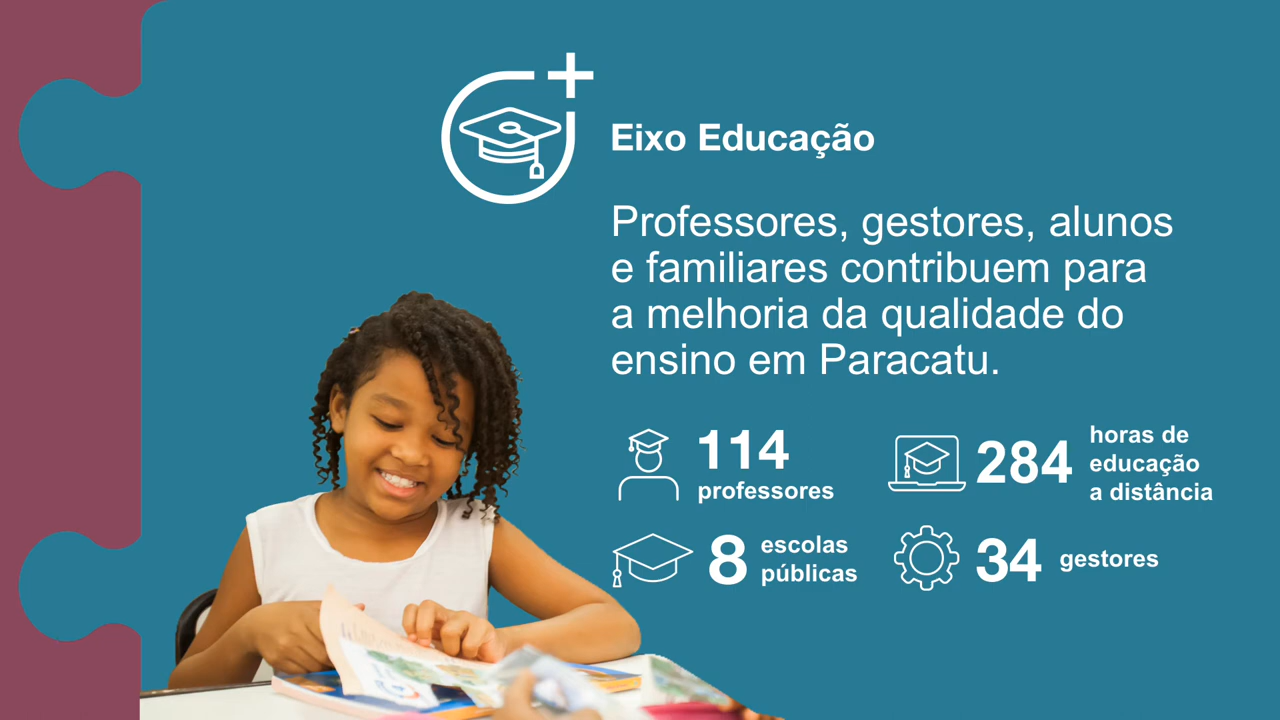 Eixo Educação
Professores, gestores, alunos
e familiares contribuem para
a melhoria da qualidade do
ensino em Paracatu.
114
professores
284
horas de
educação
a distância
8
escolas
públicas
34
gestores